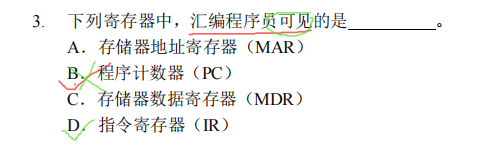 3. 下列寄存器中，汇编程序员可见的是__________。
A．存储器地址寄存器（MAR）
B．程序计数器（PC）
C．存储器数据寄存器（MDR）
D．指令寄存器（IR）